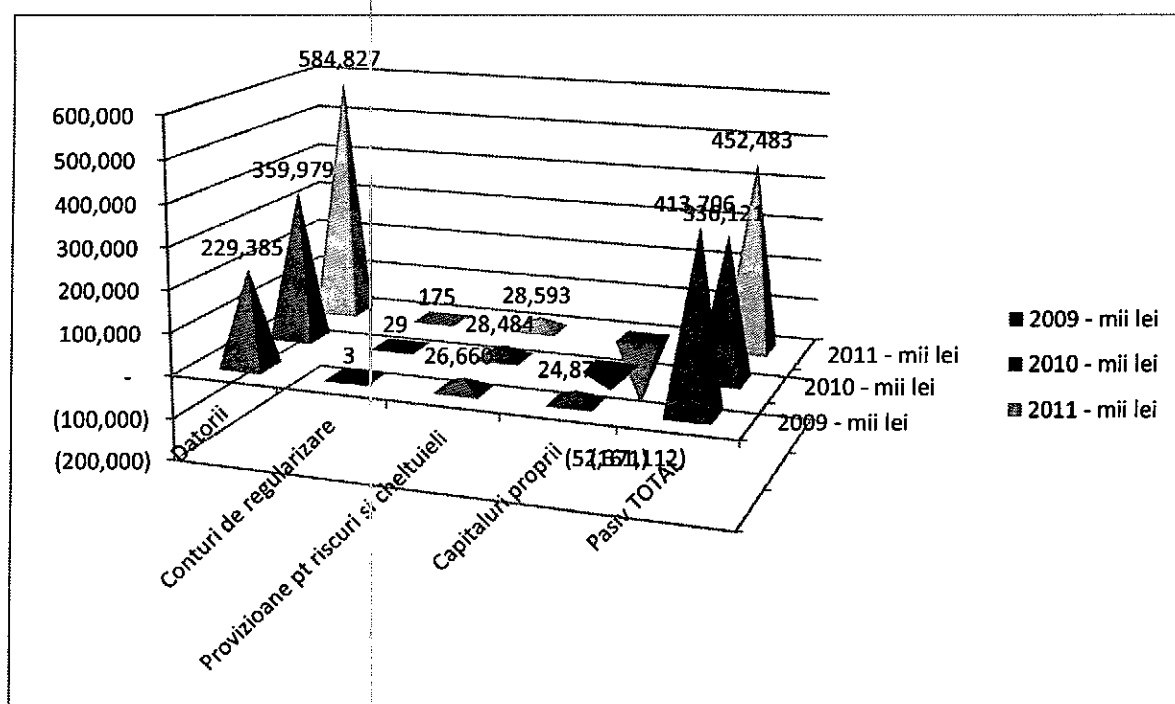 584,827
600,000
500,000
400,000
300,000
200,000
100,000
-
(100,000)
(200,000)
359,979
229,385
452,483
413,706
336,121
175
28,593
29
28,484
3
26,660
24,87
Datorii
Conturi de regularizare
Provizioane pt riscuri și cheltuieli
Capitaluri proprii
Pasiv TOTAL
2011 - mii lei
2010 - mii lei
2009 - mii lei
2009 - mii lei
2010 - mii lei
2011 - mii lei